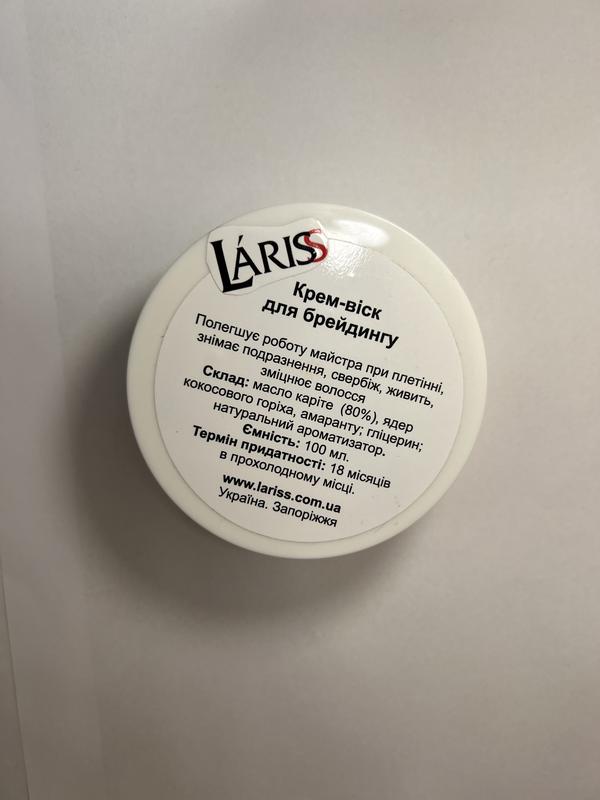 LÁRISS
Крем-віск
для брейдингу
Полегшує роботу майстра при плетінні,
знімає подразнення, свербіж, живить,
зміцнює волосся
Склад: масло каріте (80%), ядер
кокосового горіха, амаранту; гліцерин;
натуральний ароматизатор.
Ємність: 100 мл.
Термін придатності: 18 місяців
в прохолодному місці.
www.lariss.com.ua
Україна. Запоріжжя